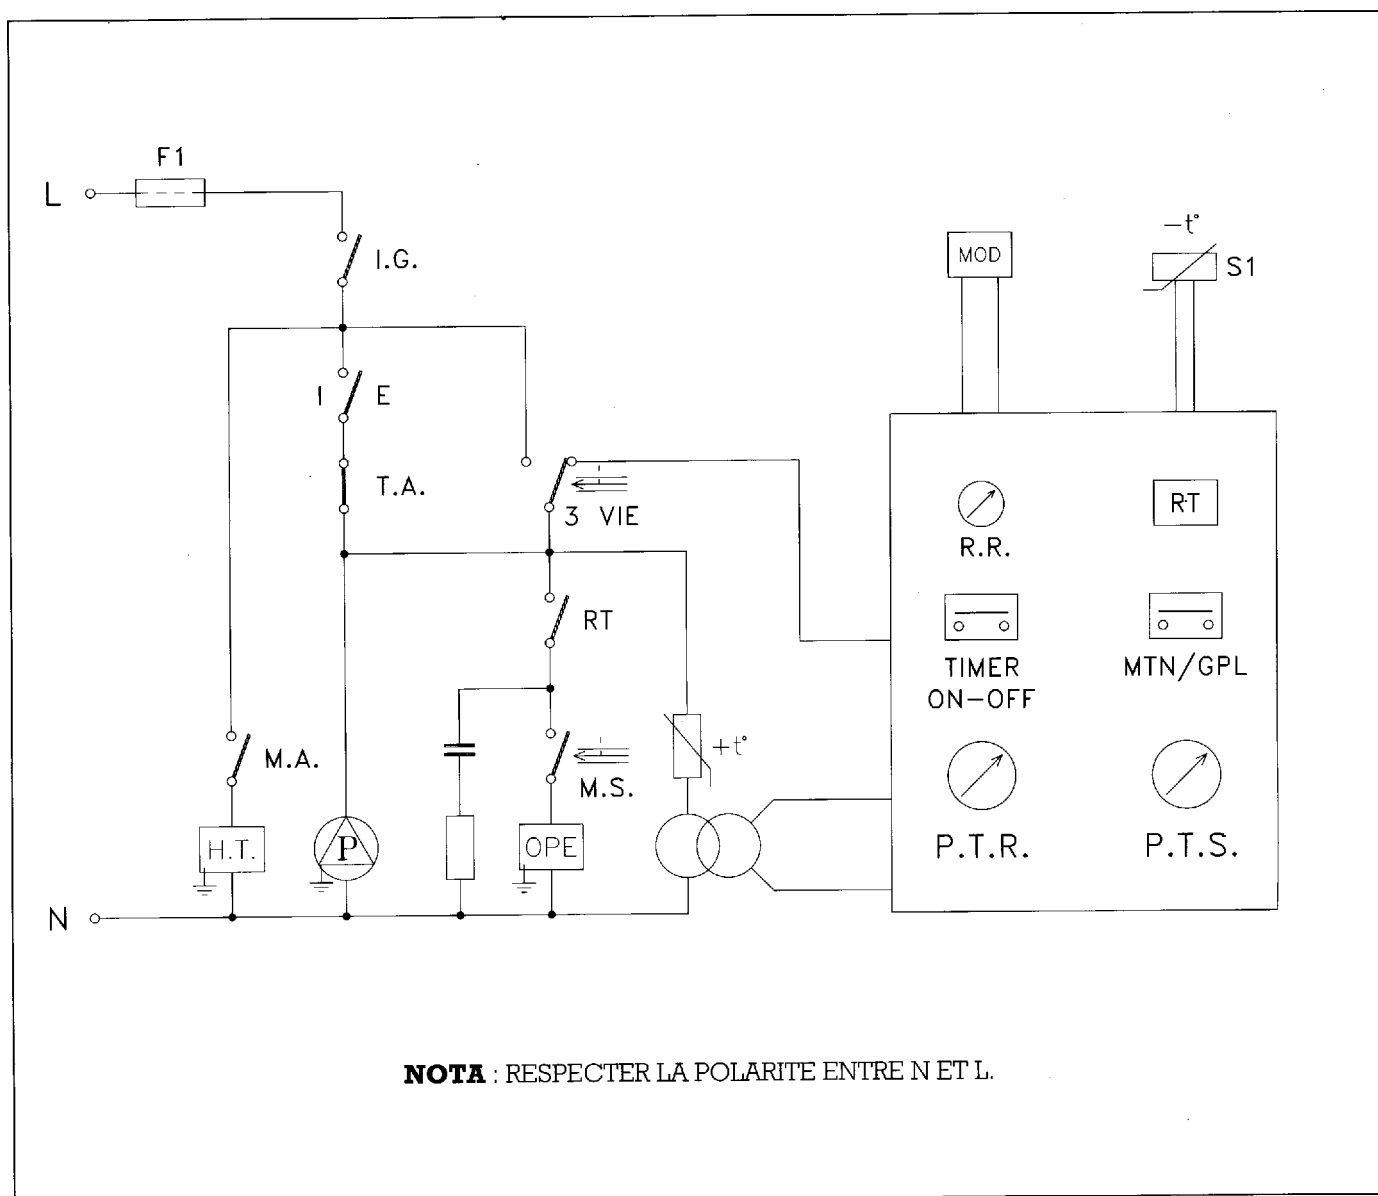 F1
L
I.G.
MOD
-t°
S1
I
E
T.A.
3 VIE
R.R.
RT
RT
TIMER
ON-OFF
MTN/GPL
M.A.
+t°
M.S.
H.T.
P
OPE
P.T.R.
P.T.S.
N
NOTA : RESPECTER LA POLARITE ENTRE N ET L.